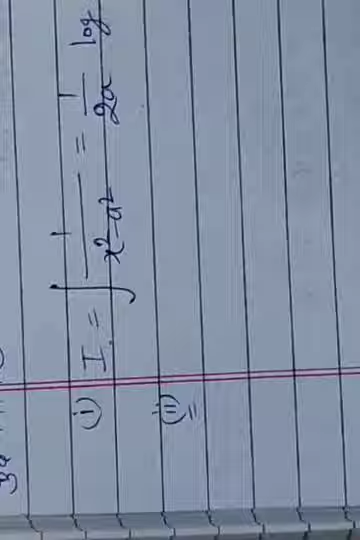 (i) I = ∫ 1/(x²-a²) = 1/2a log
(ii)